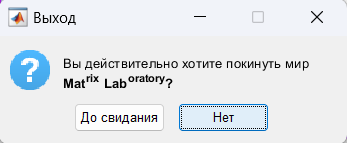 Выход
Вы действительно хотите покинуть мир
Matrix Laboratory?
До свидания
Нет